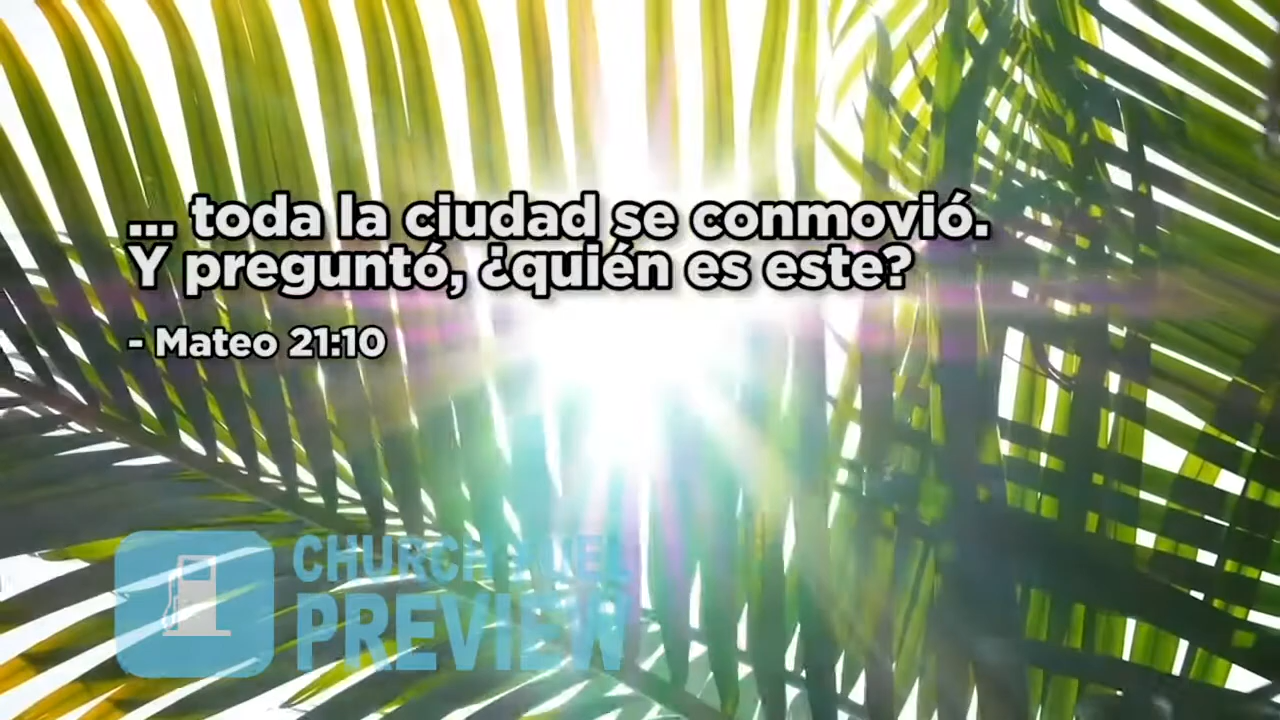 ... toda la ciudad se conmovió.
Y preguntó, ¿quién es este?
- Mateo 21:10
CHURCH FUEL
PREVIEW